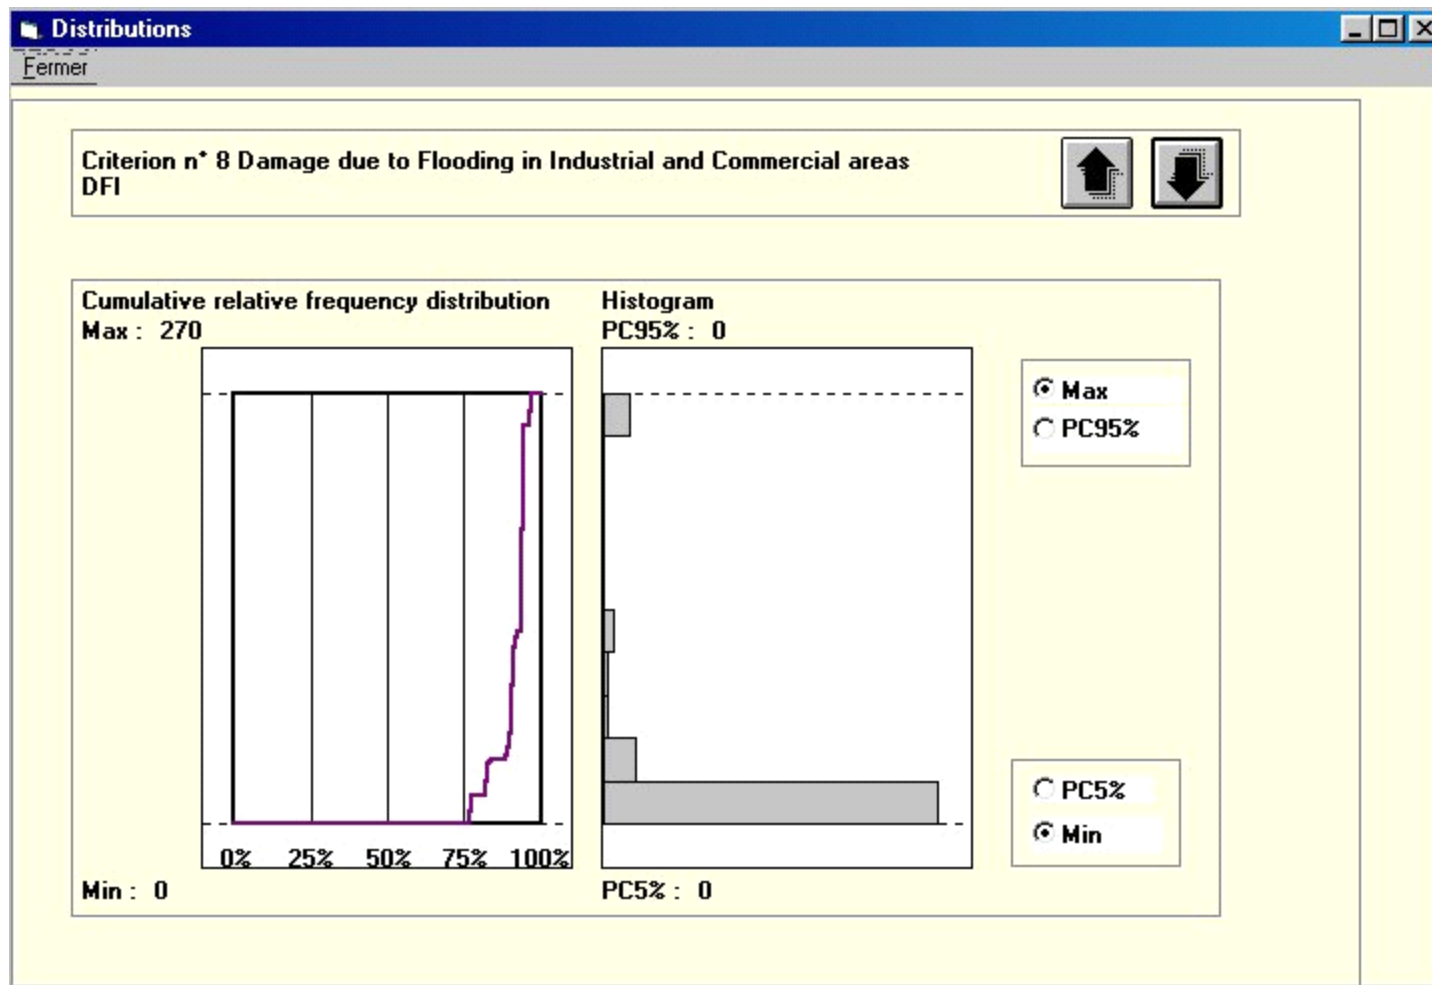 Distributions
Fermer
Criterion n° 8 Damage due to Flooding in Industrial and Commercial areas
DFI
Cumulative relative frequency distribution
Max : 270
Histogram
PC95% : 0
Max
PC95%
0% 25% 50% 75% 100%
PC5%
Min
Min : 0
PC5% : 0